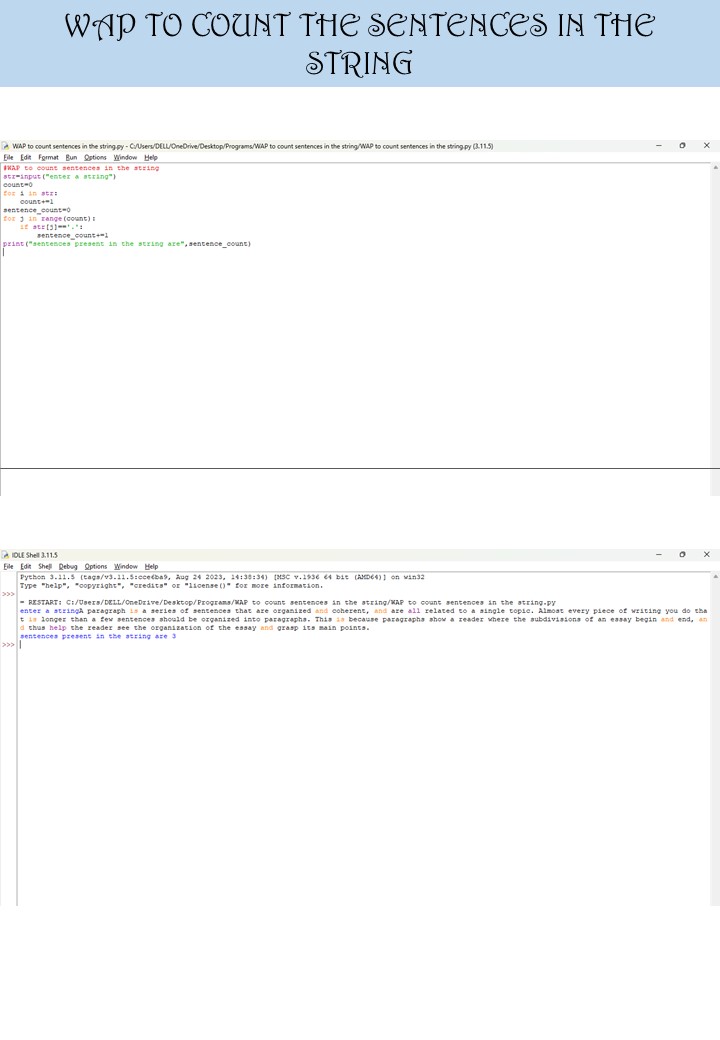 WAP TO COUNT THE SENTENCES IN THE
STRING
WAP to count sentences in the string.py - C:/Users/DELL/OneDrive/Desktop/Programs/WAP to count sentences in the string/WAP to count sentences in the string.py (3.11.5)
File Edit Format Run Options Window Help
#WAP to count sentences in the string
str=input("enter a string")
count=0
for i in str:
    count+=1
sentence_count=0
for j in range(count):
    if str[j]=='.':
        sentence_count+=1
print("sentences present in the string are",sentence_count)
IDLE Shell 3.11.5
File Edit Shell Debug Options Window Help
Python 3.11.5 (tags/v3.11.5:cce6ba9, Aug 24 2023, 14:38:34) [MSC v.1936 64 bit (AMD64)] on win32
Type "help", "copyright", "credits" or "license()" for more information.
>>>
= RESTART: C:/Users/DELL/OneDrive/Desktop/Programs/WAP to count sentences in the string/WAP to count sentences in the string.py
enter a stringA paragraph is a series of sentences that are organized and coherent, and are all related to a single topic. Almost every piece of writing you do tha
t is longer than a few sentences should be organized into paragraphs. This is because paragraphs show a reader where the subdivisions of an essay begin and end, an
d thus help the reader see the organization of the essay and grasp its main points.
sentences present in the string are 3
>>>